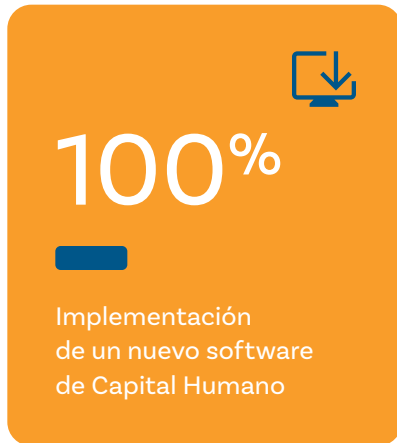 100%
Implementación
de un nuevo software
de Capital Humano